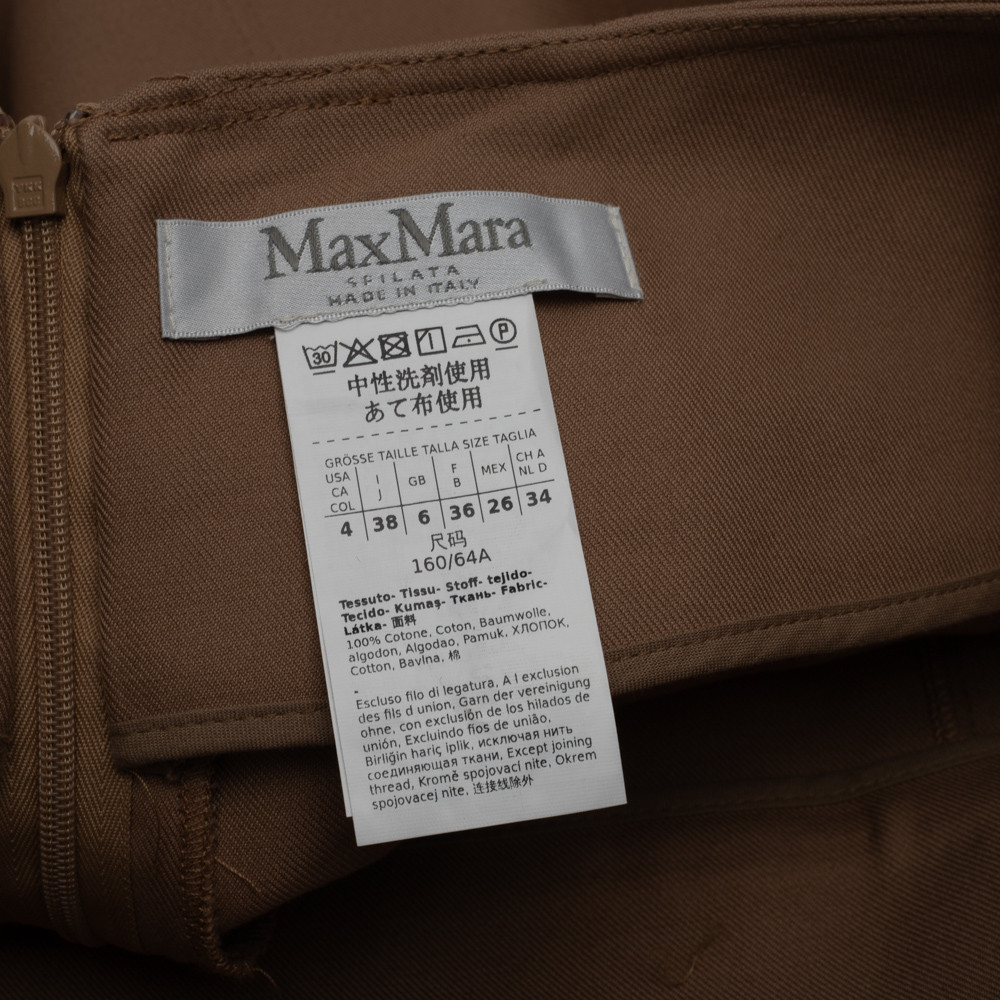 MaxMara
SPILATA
MADE IN ITALY
30 P
中性洗剤使用
あて布使用
GRÖSSE TAILLE TALLA SIZE TAGLIA
USA CA COL I J GB F B MEX CH A NL D
4 38 6 36 26 34
尺码
160/64A
Tessuto- Tissu- Stoff- tejido-
Tecido- Kumaş- Ткань- Fabric-
Látka- 面料
100% Cotone, Coton, Baumwolle,
algodon, Algodao, Pamuk, ХЛОПОК,
Cotton, Bavlna, 棉
-
Escluso filo di legatura, A l exclusion
des fils d union, Garn der vereinigung
ohne, con exclusión de los hilados de
unión, Excluindo fios de união,
Birliğin hariç iplik, исключая нить
соединяющая ткани, Except joining
thread, Kromě spojovací nite, Okrem
spojovacej nite, 连接线除外